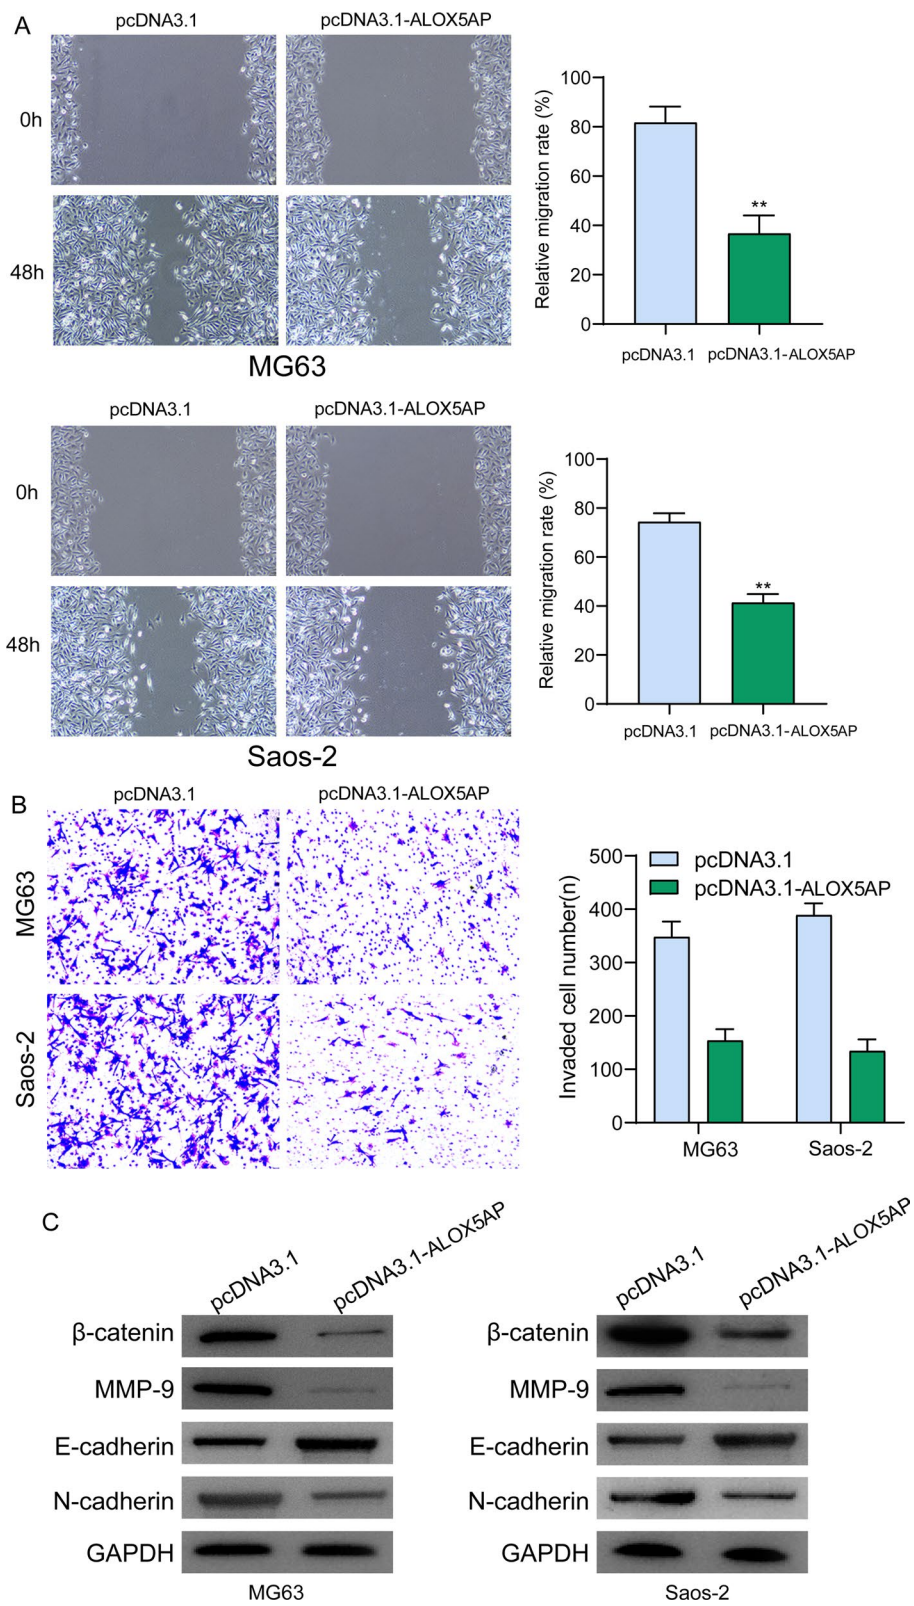 A
pcDNA3.1 pcDNA3.1-ALOX5AP
0h
48h
MG63
Relative migration rate (%)
100
80
60
40
20
0
**
pcDNA3.1 pcDNA3.1-ALOX5AP
pcDNA3.1 pcDNA3.1-ALOX5AP
0h
48h
Saos-2
Relative migration rate (%)
100
80
60
40
20
0
**
pcDNA3.1 pcDNA3.1-ALOX5AP
B
pcDNA3.1 pcDNA3.1-ALOX5AP
MG63
Saos-2
Invaded cell number(n)
500
400
300
200
100
0
pcDNA3.1
pcDNA3.1-ALOX5AP
MG63 Saos-2
C
pcDNA3.1 pcDNA3.1-ALOX5AP
β-catenin
MMP-9
E-cadherin
N-cadherin
GAPDH
MG63
pcDNA3.1 pcDNA3.1-ALOX5AP
β-catenin
MMP-9
E-cadherin
N-cadherin
GAPDH
Saos-2